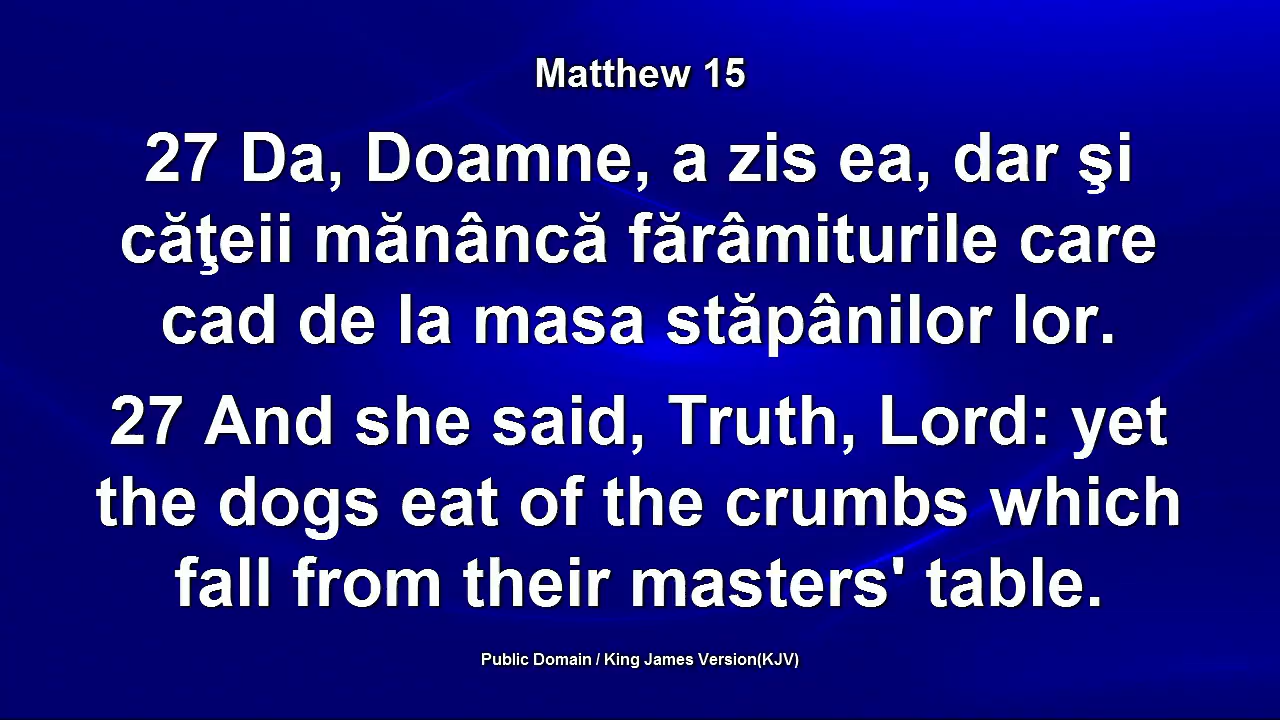 Matthew 15
27 Da, Doamne, a zis ea, dar şi
căţeii mănâncă fărâmiturile care
cad de la masa stăpânilor lor.
27 And she said, Truth, Lord: yet
the dogs eat of the crumbs which
fall from their masters' table.
Public Domain / King James Version(KJV)